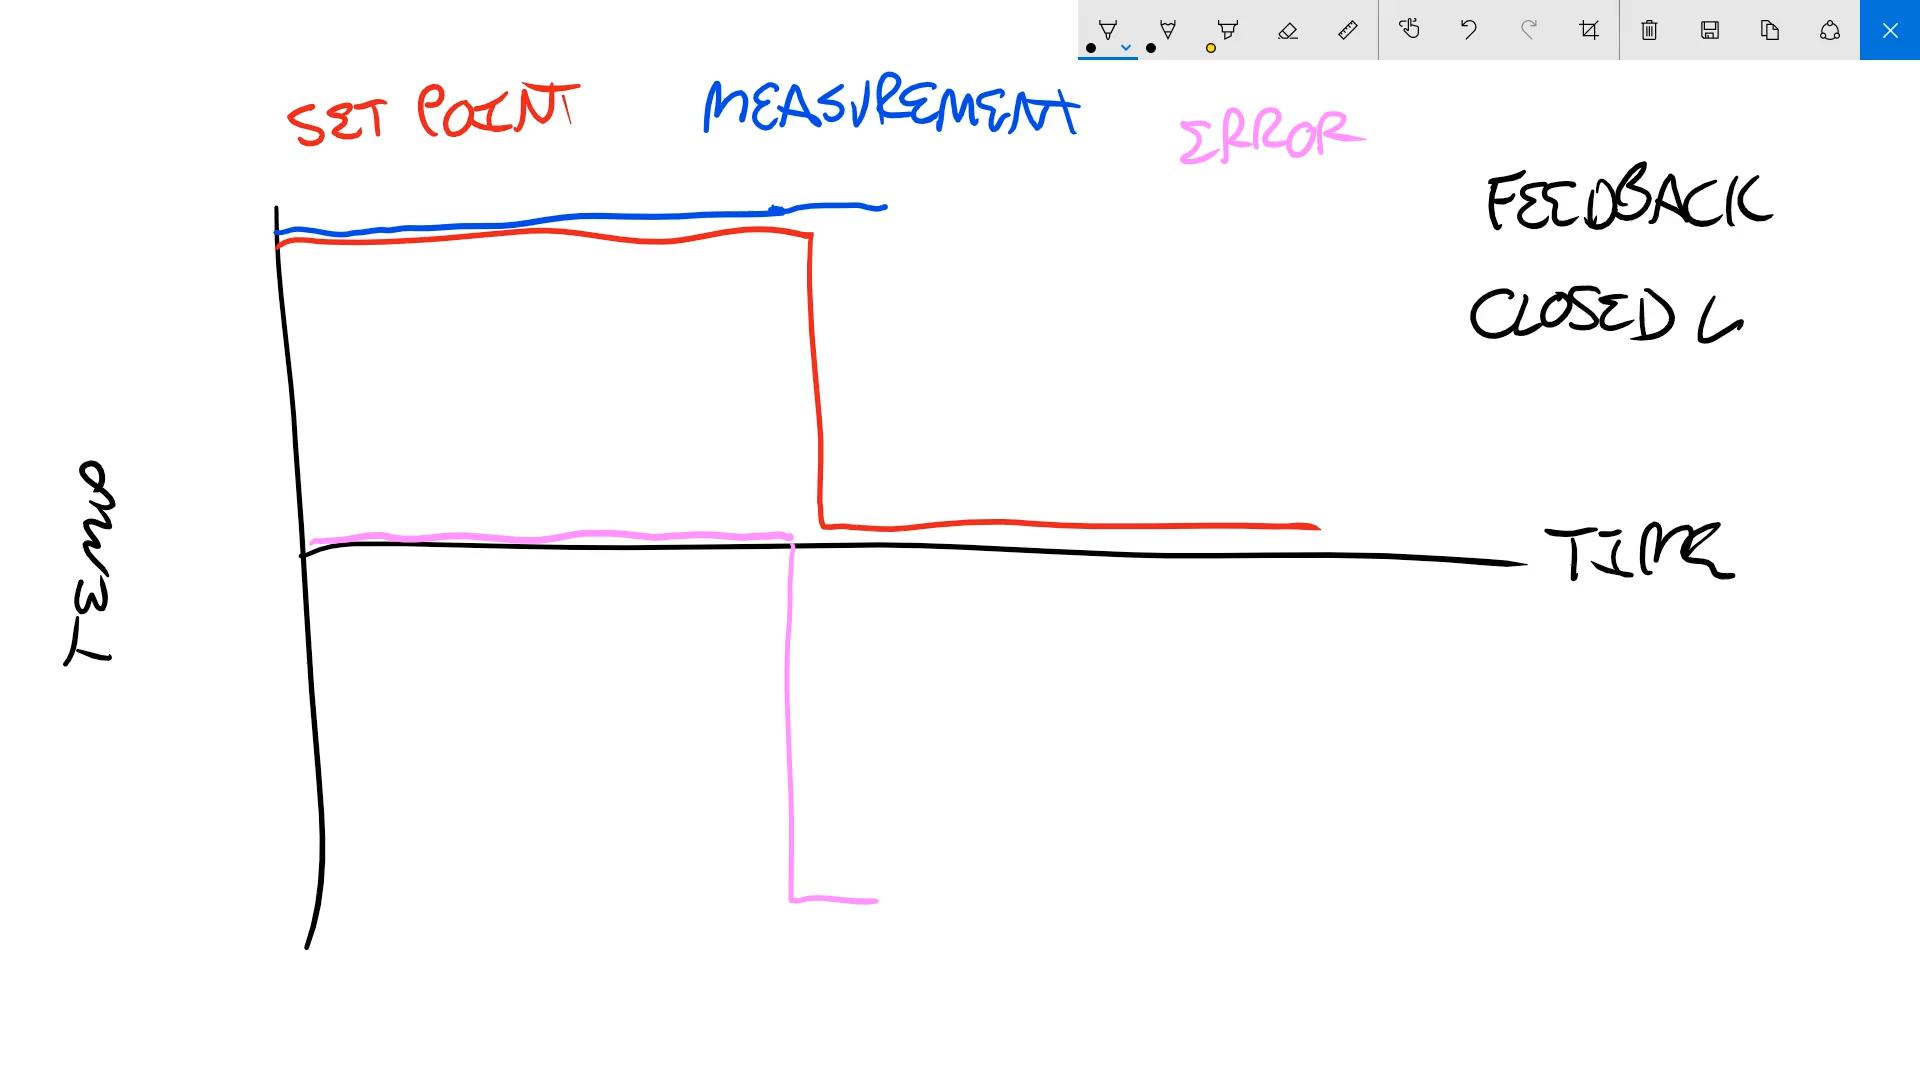 SET POINT
MEASUREMENT
ERROR
FEEDBACK
CLOSED L
TEMP
TIME